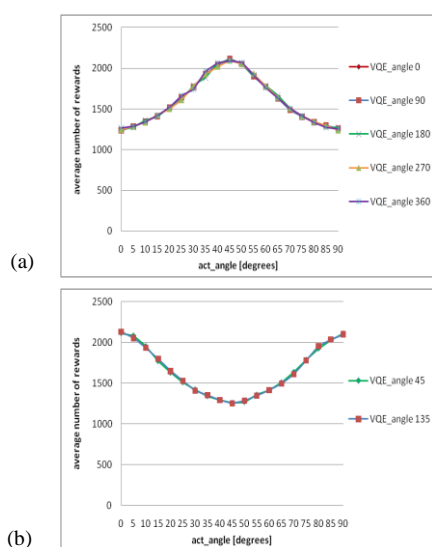 2500
2000
1500
1000
500
0
average number of rewards
0 5 10 15 20 25 30 35 40 45 50 55 60 65 70 75 80 85 90
act_angle [degrees]
VQE_angle 0
VQE_angle 90
VQE_angle 180
VQE_angle 270
VQE_angle 360
(a)
2500
2000
1500
1000
500
0
average number of rewards
0 5 10 15 20 25 30 35 40 45 50 55 60 65 70 75 80 85 90
act_angle [degrees]
VQE_angle 45
VQE_angle 135
(b)